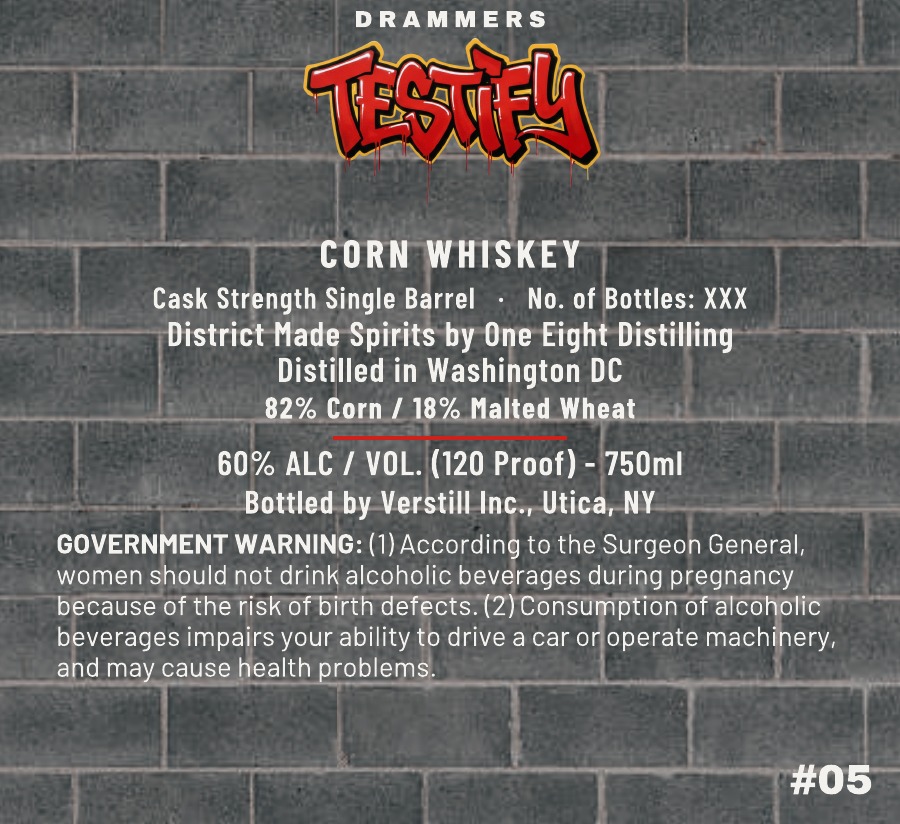 DRAMMERS
TESTiFY
CORN WHISKEY
Cask Strength Single Barrel · No. of Bottles: XXX
District Made Spirits by One Eight Distilling
Distilled in Washington DC
82% Corn / 18% Malted Wheat
60% ALC / VOL. (120 Proof) - 750ml
Bottled by Verstill Inc., Utica, NY
GOVERNMENT WARNING: (1) According to the Surgeon General,
women should not drink alcoholic beverages during pregnancy
because of the risk of birth defects. (2) Consumption of alcoholic
beverages impairs your ability to drive a car or operate machinery,
and may cause health problems.
#05